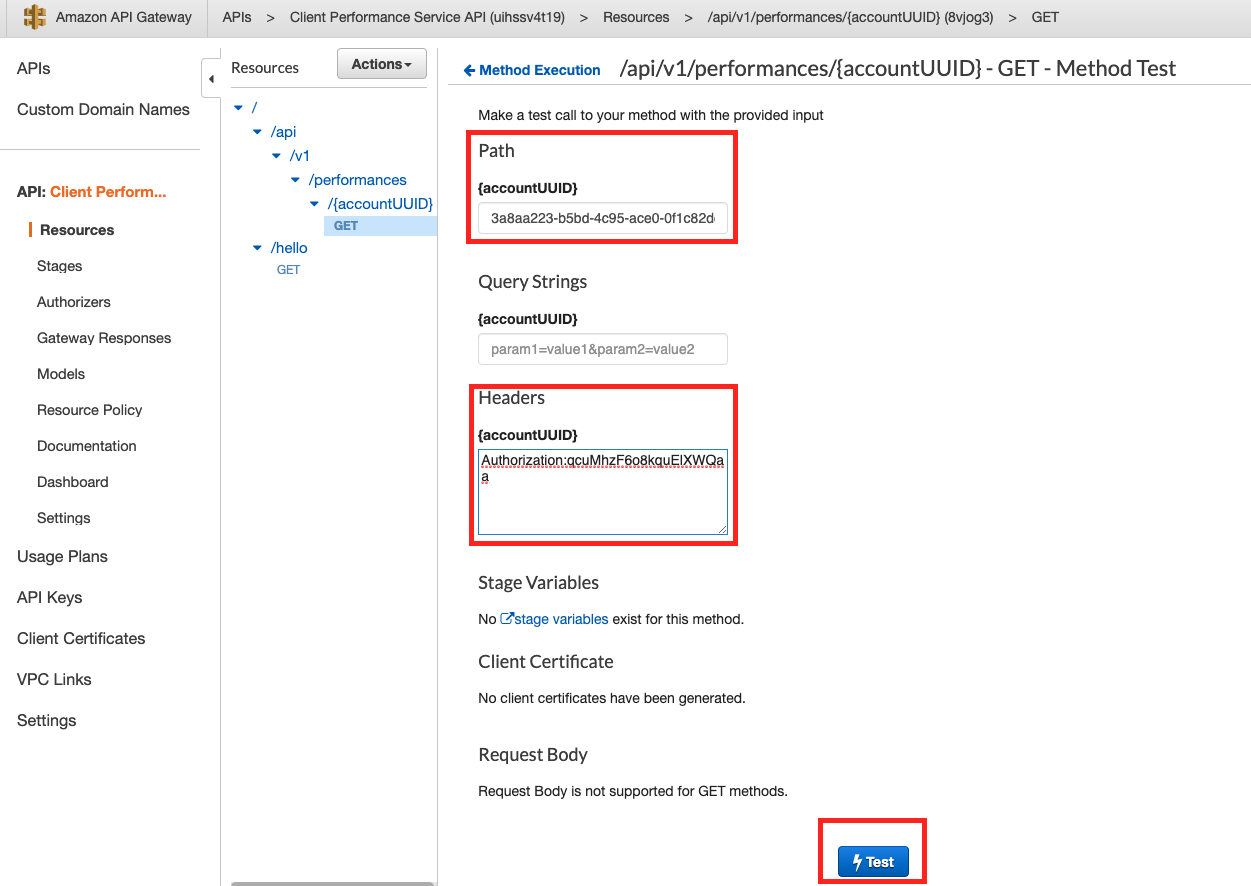 Amazon API Gateway
APIs > Client Performance Service API (uihssv4t19) > Resources > /api/v1/performances/{accountUUID} (8vjog3) > GET
APIs
Custom Domain Names
API: Client Perform...
Resources
Stages
Authorizers
Gateway Responses
Models
Resource Policy
Documentation
Dashboard
Settings
Usage Plans
API Keys
Client Certificates
VPC Links
Settings
Resources
Actions
/
/api
/v1
/performances
/{accountUUID}
GET
/hello
GET
Method Execution
/api/v1/performances/{accountUUID} - GET - Method Test
Make a test call to your method with the provided input
Path
{accountUUID}
3a8aa223-b5bd-4c95-ace0-0f1c82d
Query Strings
{accountUUID}
param1=value1&param2=value2
Headers
{accountUUID}
Authorization:qcuMhzF6o8kquElXWQa
a
Stage Variables
No stage variables exist for this method.
Client Certificate
No client certificates have been generated.
Request Body
Request Body is not supported for GET methods.
Test